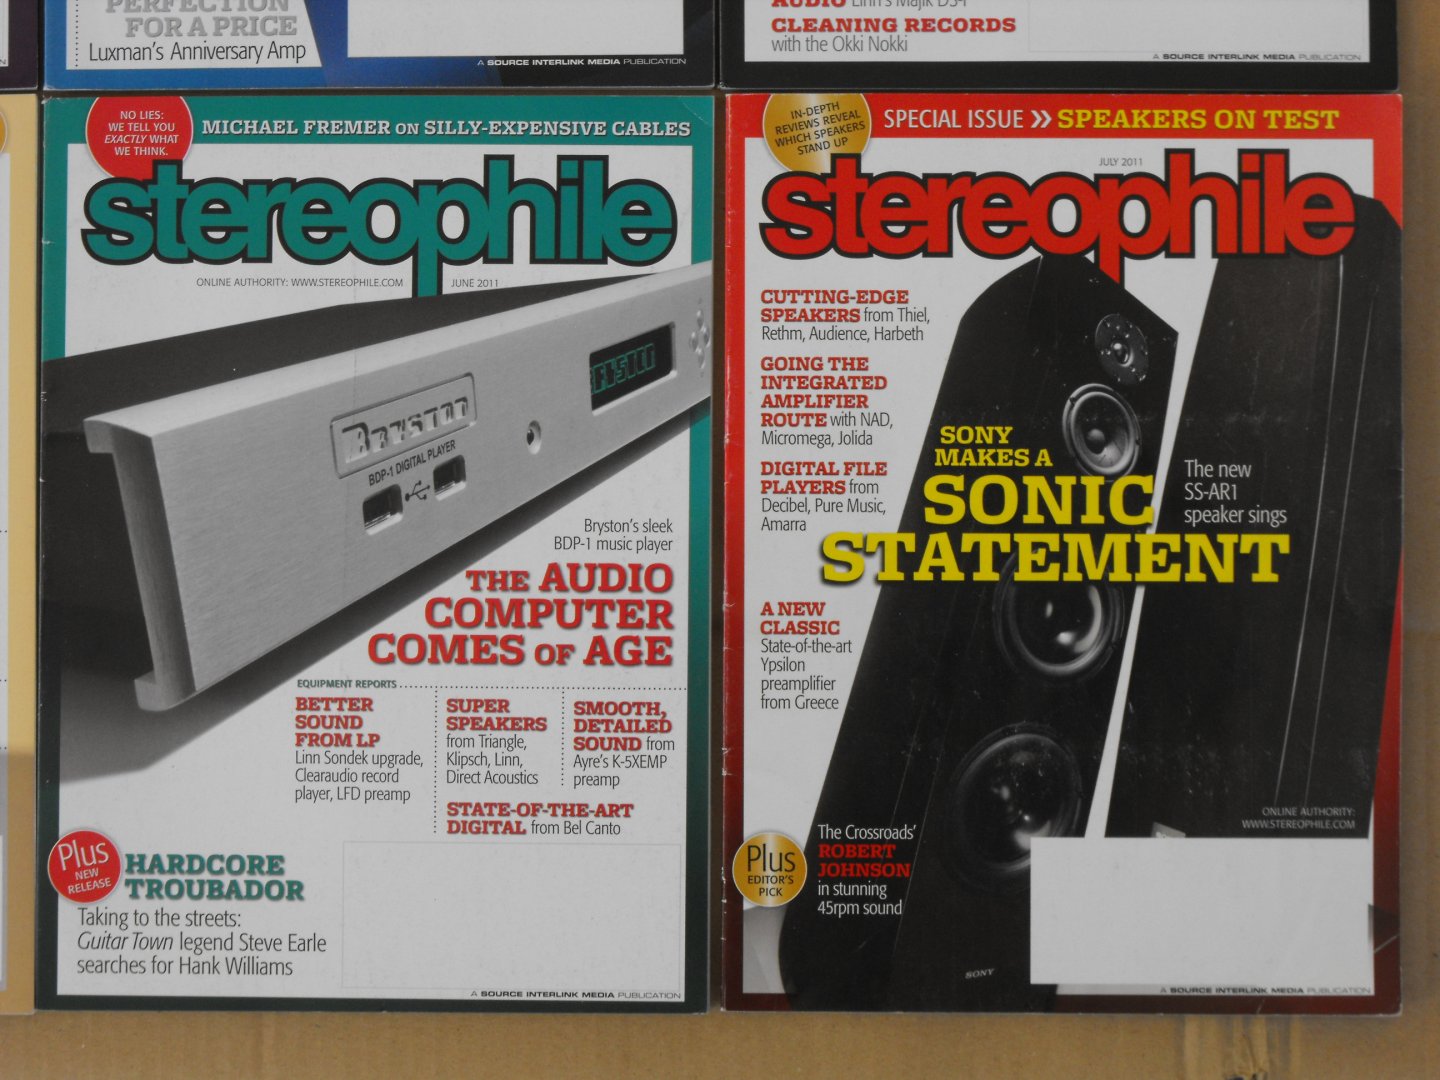 PERFECTION
FOR A PRICE
Luxman's Anniversary Amp
A SOURCE INTERLINK MEDIA PUBLICATION
AUDIO Linn's Majik DS-I
CLEANING RECORDS
with the Okki Nokki
A SOURCE INTERLINK MEDIA PUBLICATION
NO LIES:
WE TELL YOU
EXACTLY WHAT
WE THINK.
MICHAEL FREMER ON SILLY-EXPENSIVE CABLES
stereophile
ONLINE AUTHORITY: WWW.STEREOPHILE.COM
JUNE 2011
BRYSTON
BRYSTON
BDP-1 DIGITAL PLAYER
Bryston's sleek
BDP-1 music player
THE AUDIO
COMPUTER
COMES OF AGE
EQUIPMENT REPORTS
BETTER
SOUND
FROM LP
Linn Sondek upgrade,
Clearaudio record
player, LFD preamp
SUPER
SPEAKERS
from Triangle,
Klipsch, Linn,
Direct Acoustics
SMOOTH,
DETAILED
SOUND from
Ayre's K-5XEMP
preamp
STATE-OF-THE-ART
DIGITAL from Bel Canto
Plus
NEW
RELEASE
HARDCORE
TROUBADOR
Taking to the streets:
Guitar Town legend Steve Earle
searches for Hank Williams
A SOURCE INTERLINK MEDIA PUBLICATION
IN-DEPTH
REVIEWS REVEAL
WHICH SPEAKERS
STAND UP
SPECIAL ISSUE » SPEAKERS ON TEST
JULY 2011
stereophile
CUTTING-EDGE
SPEAKERS from Thiel,
Rethm, Audience, Harbeth
GOING THE
INTEGRATED
AMPLIFIER
ROUTE with NAD,
Micromega, Jolida
DIGITAL FILE
PLAYERS from
Decibel, Pure Music,
Amarra
SONY
MAKES A
SONIC
STATEMENT
The new
SS-AR1
speaker sings
A NEW
CLASSIC
State-of-the-art
Ypsilon
preamplifier
from Greece
ONLINE AUTHORITY:
WWW.STEREOPHILE.COM
Plus
EDITOR'S
PICK
The Crossroads'
ROBERT
JOHNSON
in stunning
45rpm sound
SONY
A SOURCE INTERLINK MEDIA PUBLICATION